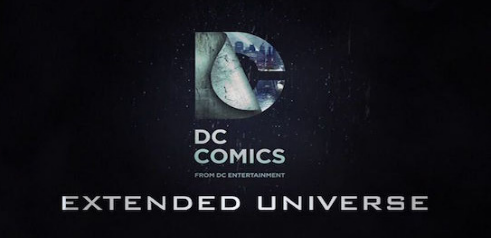 DC
COMICS
FROM DC ENTERTAINMENT
EXTENDED UNIVERSE